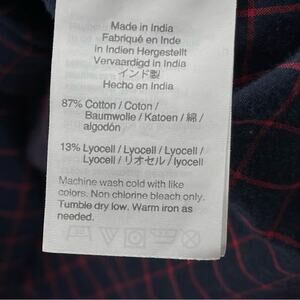 Made in India
Fabriqué en Inde
in Indien Hergestellt
Vervaardigd in India
インド製
Hecho en India
87% Cotton / Coton /
Baumwolle / Katoen / 綿 /
algodón
13% Lyocell / Lyocell / Lyocell /
Lyocell / リオセル / lyocell
Machine wash cold with like
colors. Non chlorine bleach only.
Tumble dry low. Warm iron as
needed.